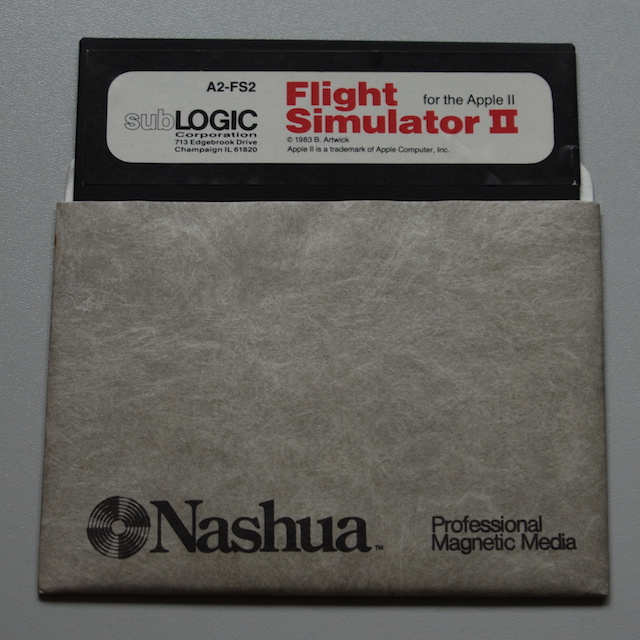 A2-FS2
subLOGIC
Corporation
713 Edgebrook Drive
Champaign IL 61820
Flight for the Apple II
Simulator II
© 1983 B. Artwick
Apple II is a trademark of Apple Computer, Inc.
Nashua™
Professional
Magnetic Media